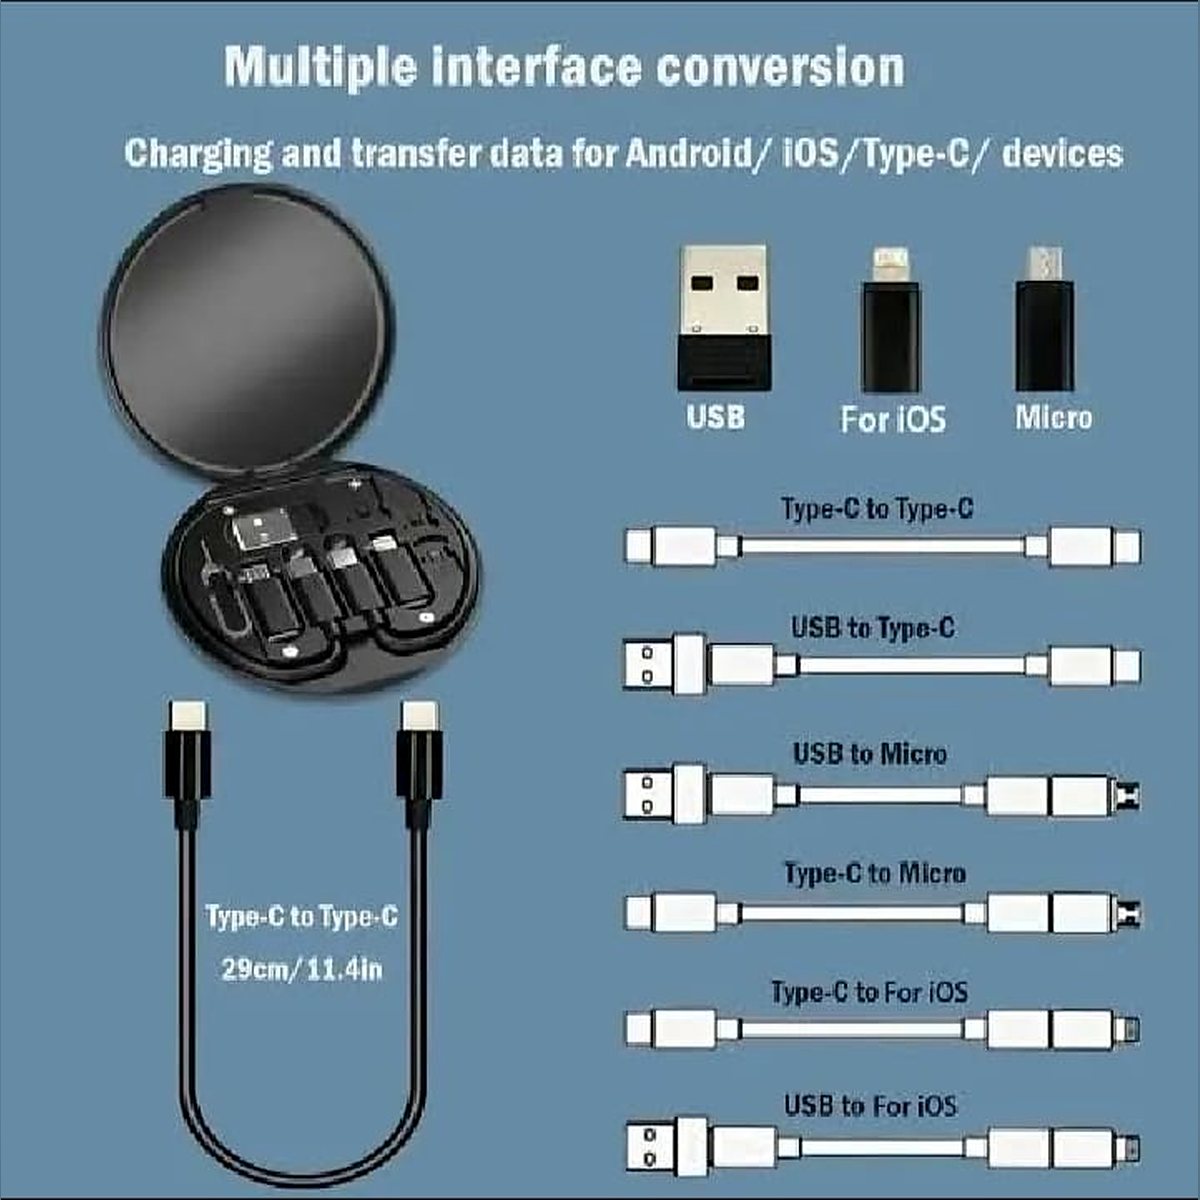 Multiple interface conversion
Charging and transfer data for Android/ iOS/Type-C/ devices
USB
For iOS
Micro
Type-C to Type-C
USB to Type-C
USB to Micro
Type-C to Micro
Type-C to For iOS
USB to For iOS
Type-C to Type-C
29cm/11.4in